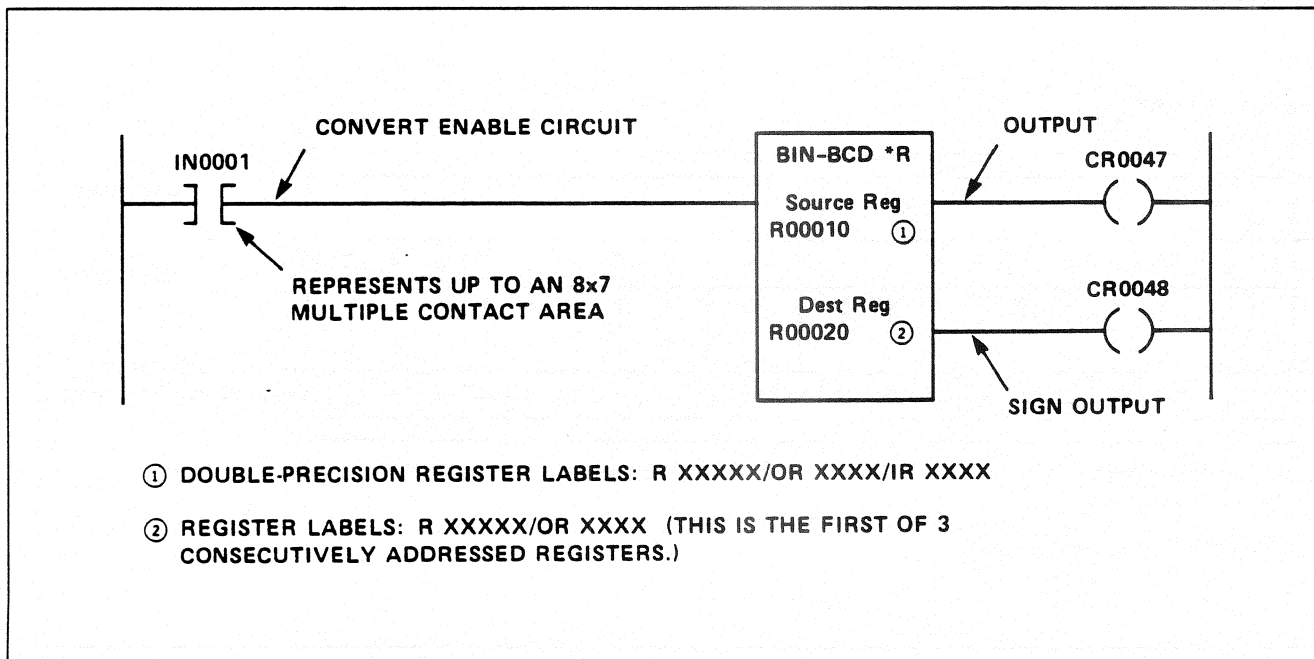 CONVERT ENABLE CIRCUIT
OUTPUT
IN0001
BIN-BCD *R
CR0047
Source Reg
R00010 ①
REPRESENTS UP TO AN 8x7
MULTIPLE CONTACT AREA
CR0048
Dest Reg
R00020 ②
SIGN OUTPUT
① DOUBLE-PRECISION REGISTER LABELS: R XXXXX/OR XXXX/IR XXXX
② REGISTER LABELS: R XXXXX/OR XXXX (THIS IS THE FIRST OF 3
CONSECUTIVELY ADDRESSED REGISTERS.)